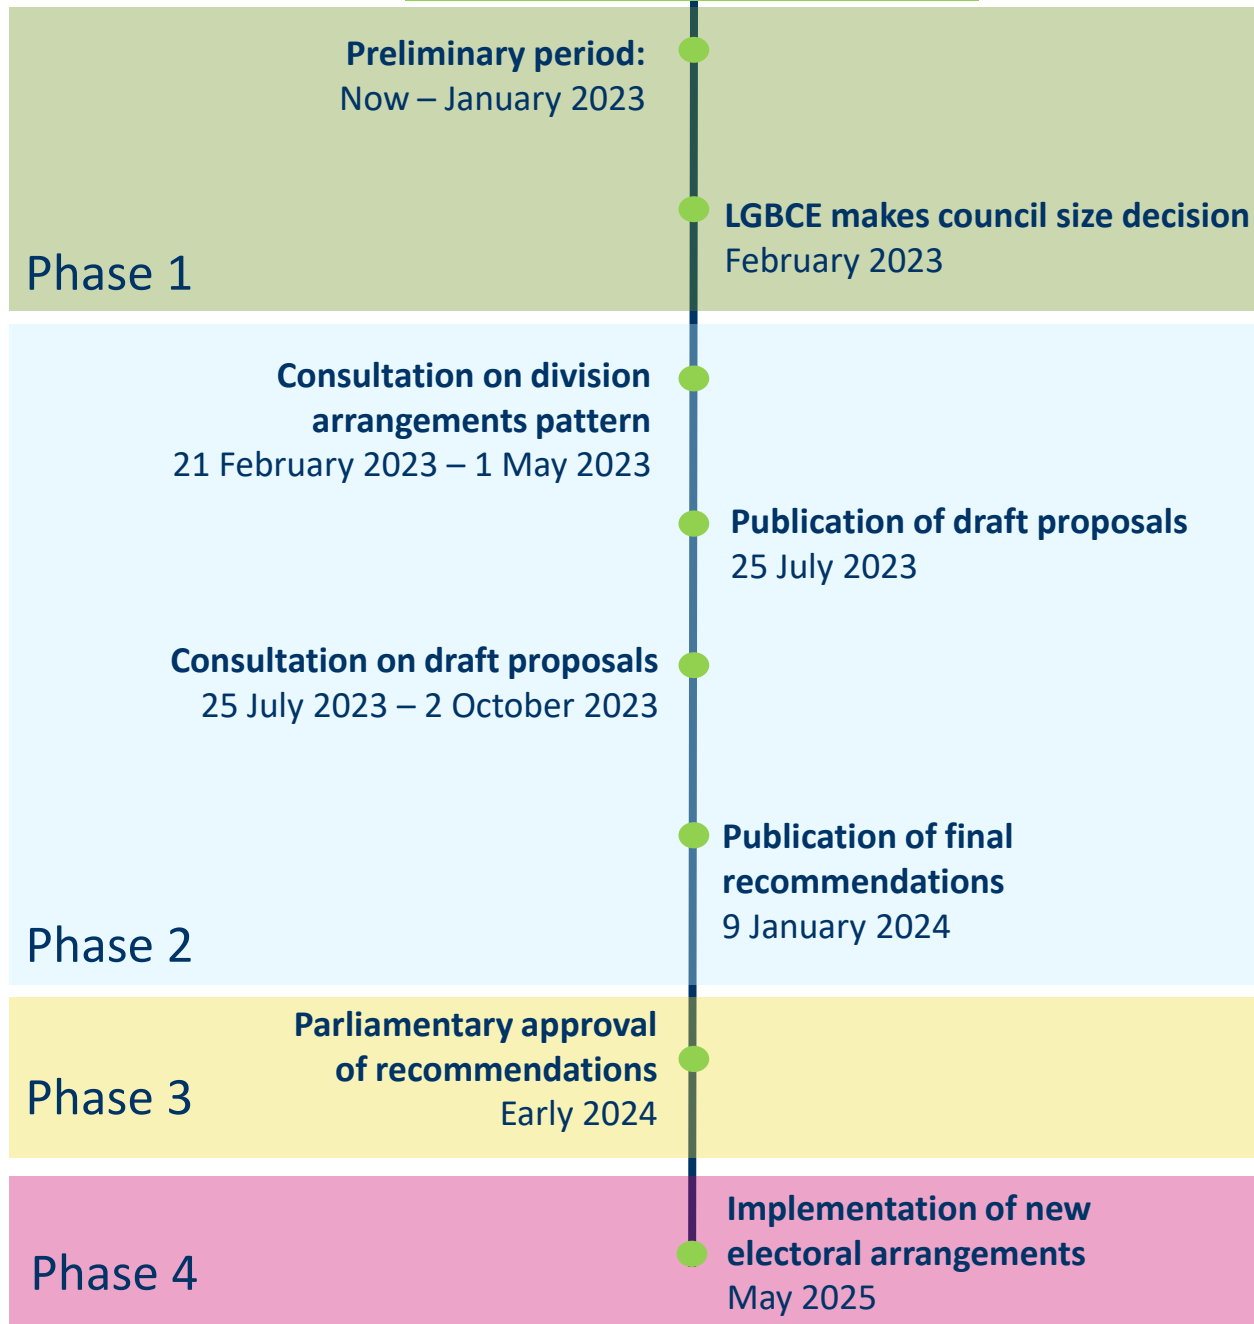 Preliminary period:
Now – January 2023
LGBCE makes council size decision
February 2023
Phase 1
Consultation on division
arrangements pattern
21 February 2023 – 1 May 2023
Publication of draft proposals
25 July 2023
Consultation on draft proposals
25 July 2023 – 2 October 2023
Publication of final
recommendations
9 January 2024
Phase 2
Parliamentary approval
of recommendations
Early 2024
Phase 3
Implementation of new
electoral arrangements
May 2025
Phase 4